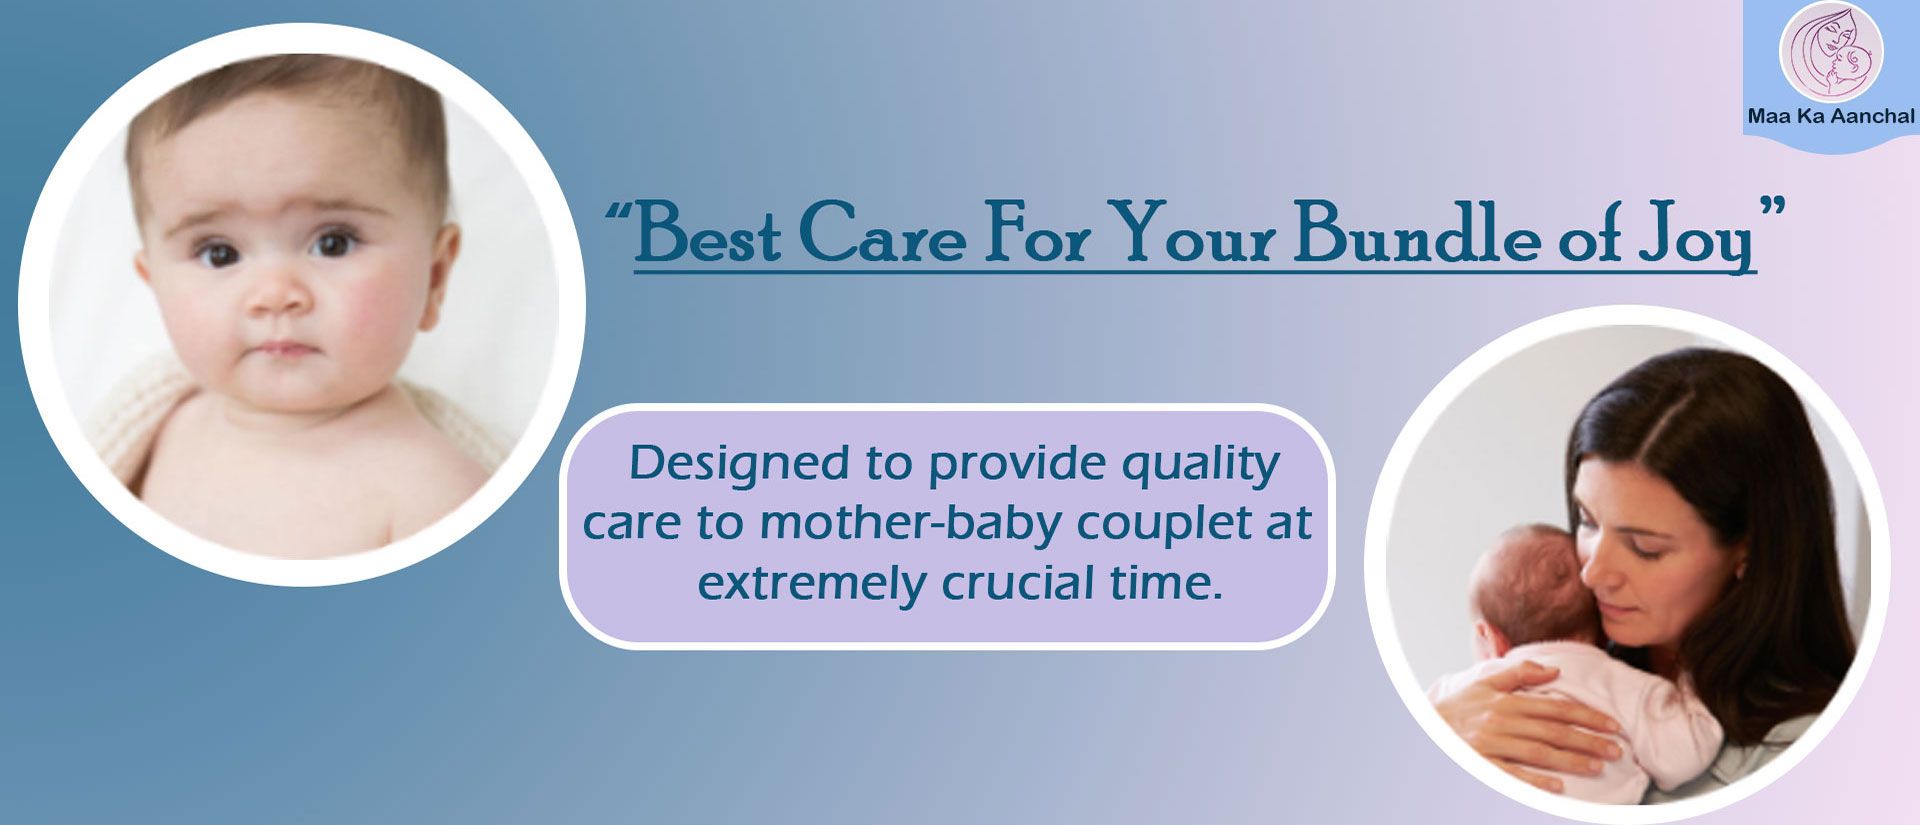 Maa Ka Aanchal
“Best Care For Your Bundle of Joy”
Designed to provide quality
care to mother-baby couplet at
extremely crucial time.